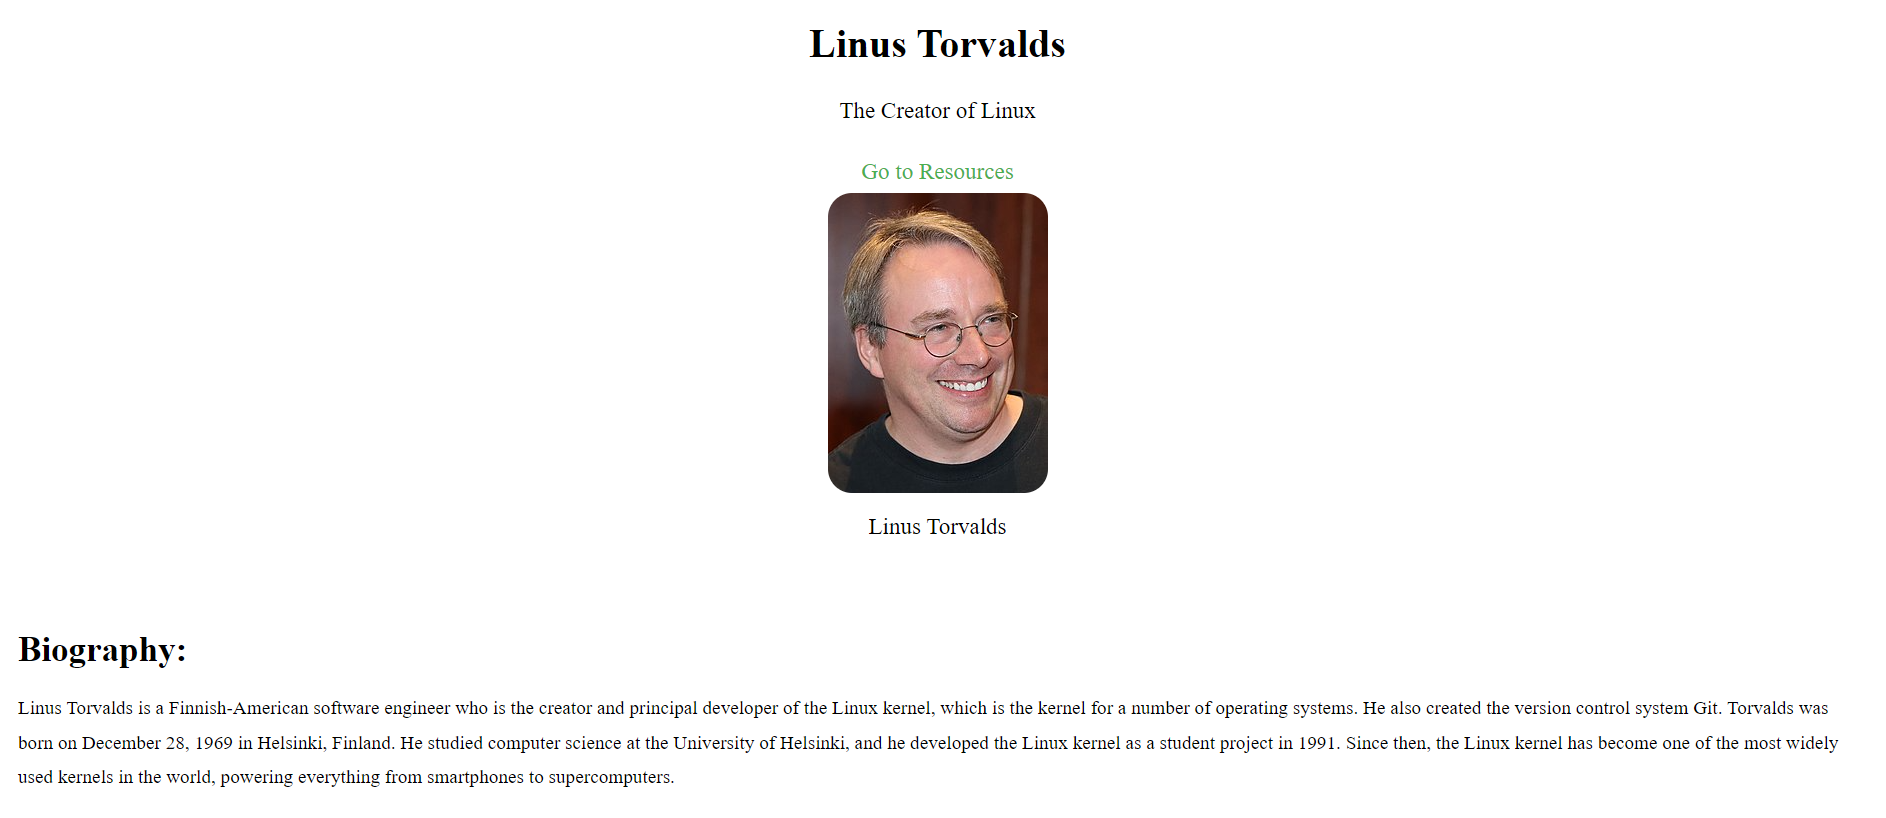 Linus Torvalds
The Creator of Linux
Go to Resources
Linus Torvalds
Biography:
Linus Torvalds is a Finnish-American software engineer who is the creator and principal developer of the Linux kernel, which is the kernel for a number of operating systems. He also created the version control system Git. Torvalds was
born on December 28, 1969 in Helsinki, Finland. He studied computer science at the University of Helsinki, and he developed the Linux kernel as a student project in 1991. Since then, the Linux kernel has become one of the most widely
used kernels in the world, powering everything from smartphones to supercomputers.